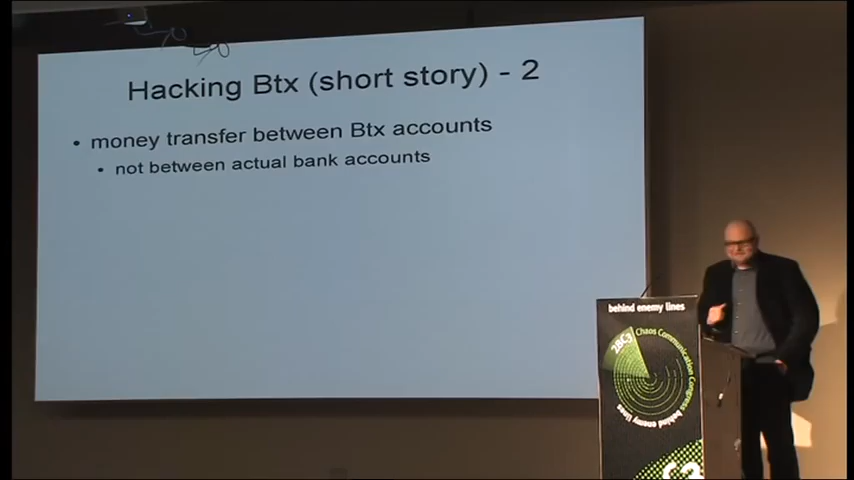 Hacking Btx (short story) - 2
• money transfer between Btx accounts
• not between actual bank accounts
behind enemy lines
28C3 Chaos Communication Congress
behind enemy lines
C3